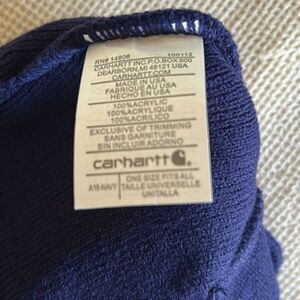 RN# 14806 100112
CARHARTT INC.P.O.BOX 600
DEARBORN,MI 48121 USA
CARHARTT.COM
MADE IN USA
FABRIQUE AU USA
HECHO EN USA
100%ACRYLIC
100%ACRYLIQUE
100%ACRILICO
EXCLUSIVE OF TRIMMING
SANS GARNITURE
SIN INCLUIR ADORNO
carhartt
A18-NAVY
ONE SIZE FITS ALL
TAILLE UNIVERSELLE
UNITALLA